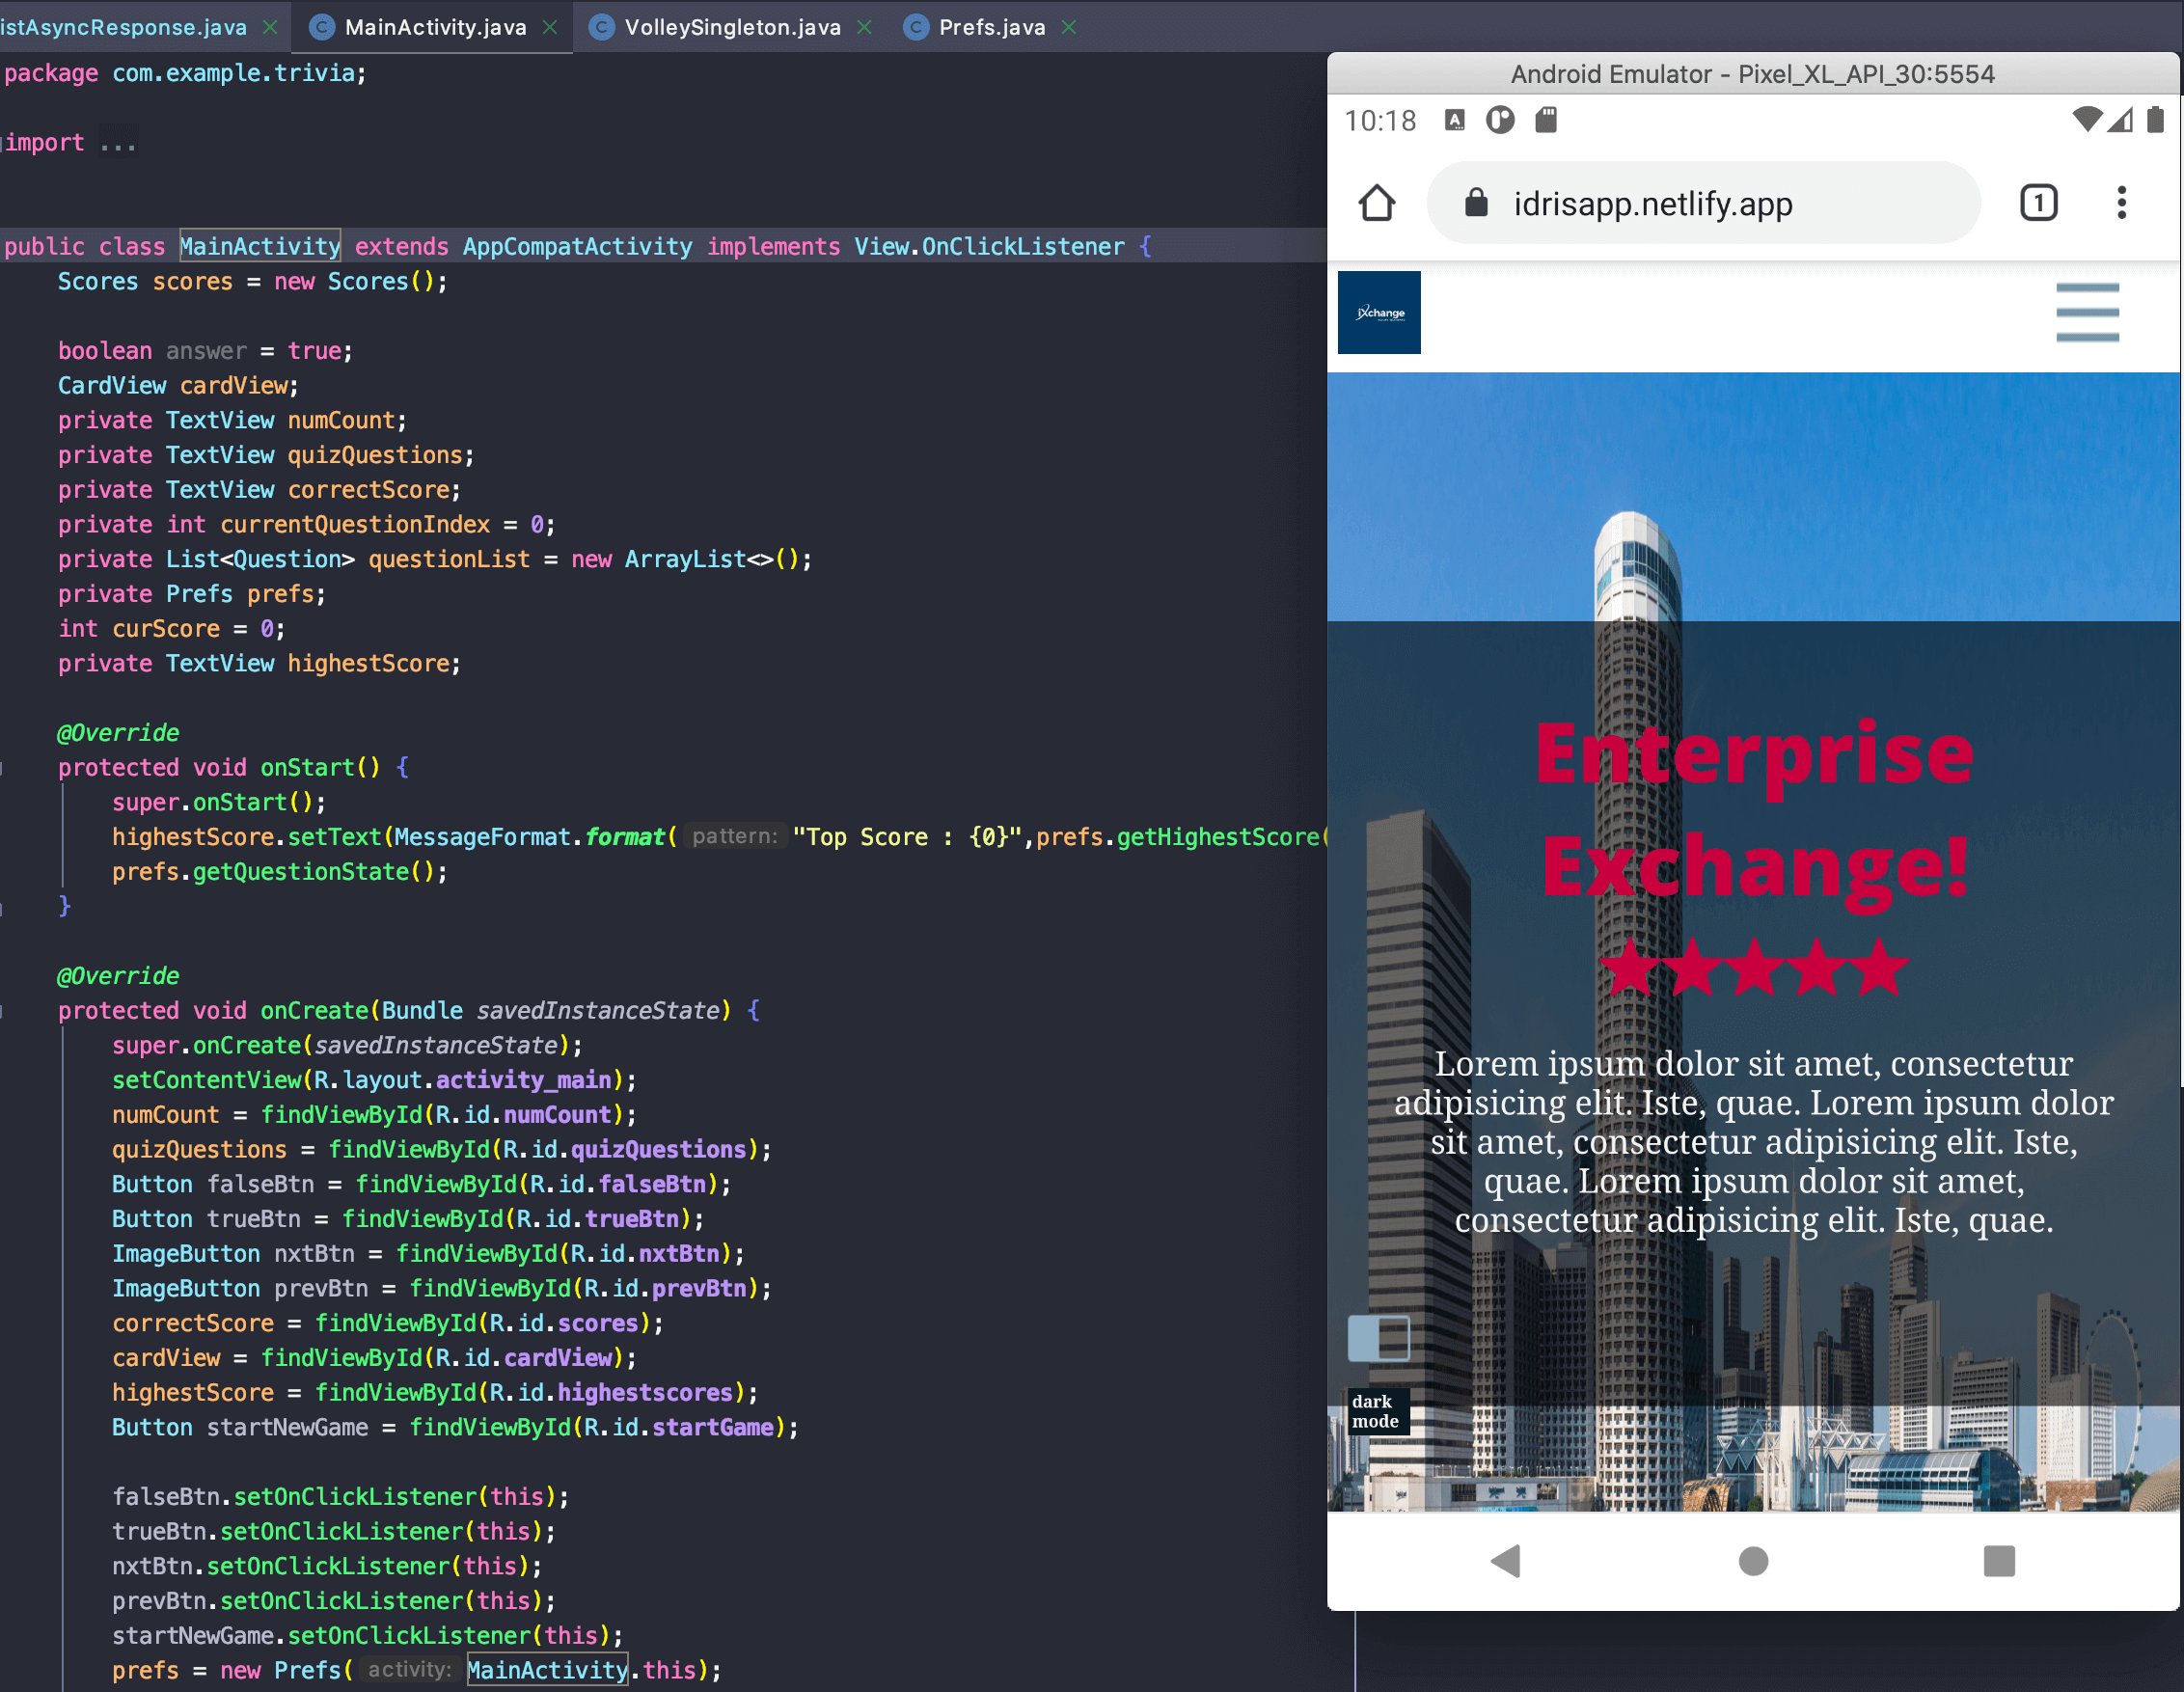 istAsyncResponse.java
MainActivity.java
VolleySingleton.java
Prefs.java
package com.example.trivia;
import ...
public class MainActivity extends AppCompatActivity implements View.OnClickListener {
Scores scores = new Scores();
boolean answer = true;
CardView cardView;
private TextView numCount;
private TextView quizQuestions;
private TextView correctScore;
private int currentQuestionIndex = 0;
private List<Question> questionList = new ArrayList<>();
private Prefs prefs;
int curScore = 0;
private TextView highestScore;
@Override
protected void onStart() {
super.onStart();
highestScore.setText(MessageFormat.format( pattern: "Top Score : {0}",prefs.getHighestScore(
prefs.getQuestionState();
}
@Override
protected void onCreate(Bundle savedInstanceState) {
super.onCreate(savedInstanceState);
setContentView(R.layout.activity_main);
numCount = findViewById(R.id.numCount);
quizQuestions = findViewById(R.id.quizQuestions);
Button falseBtn = findViewById(R.id.falseBtn);
Button trueBtn = findViewById(R.id.trueBtn);
ImageButton nxtBtn = findViewById(R.id.nxtBtn);
ImageButton prevBtn = findViewById(R.id.prevBtn);
correctScore = findViewById(R.id.scores);
cardView = findViewById(R.id.cardView);
highestScore = findViewById(R.id.highestscores);
Button startNewGame = findViewById(R.id.startGame);
falseBtn.setOnClickListener(this);
trueBtn.setOnClickListener(this);
nxtBtn.setOnClickListener(this);
prevBtn.setOnClickListener(this);
startNewGame.setOnClickListener(this);
prefs = new Prefs( activity: MainActivity.this);
Android Emulator - Pixel_XL_API_30:5554
10:18
idrisapp.netlify.app
1
iXchange
Enterprise
Exchange!
Lorem ipsum dolor sit amet, consectetur
adipisicing elit. Iste, quae. Lorem ipsum dolor
sit amet, consectetur adipisicing elit. Iste,
quae. Lorem ipsum dolor sit amet,
consectetur adipisicing elit. Iste, quae.
dark
mode